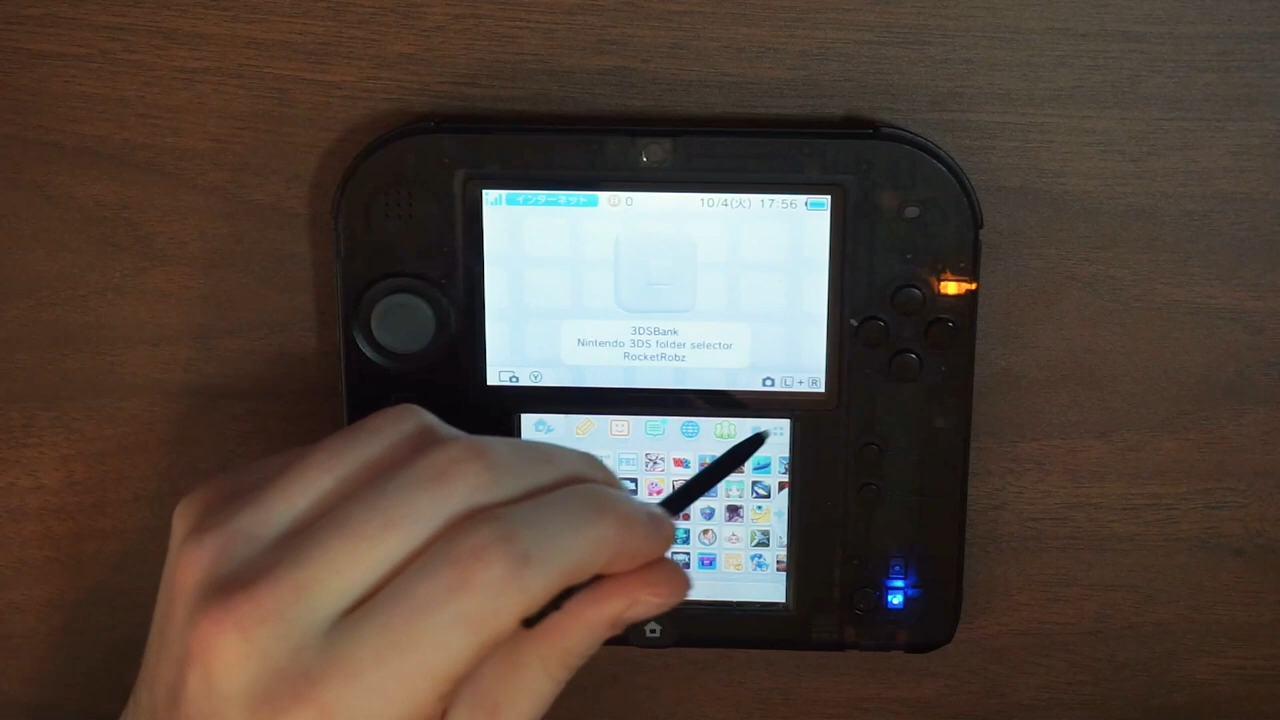 インターネット
0
10/4(火) 17:56
3DSBank
Nintendo 3DS folder selector
RocketRobz
Y
L + R
FBI